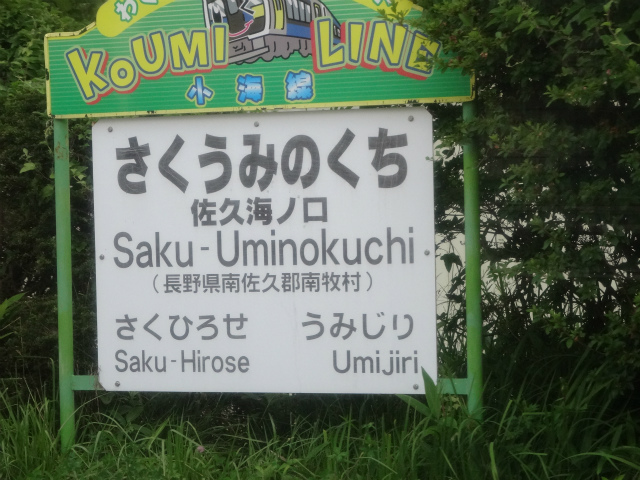 KOUMI LINE
小海線
さくうみのくち
佐久海ノ口
Saku-Uminokuchi
(長野県南佐久郡南牧村)
さくひろせ うみじり
Saku-Hirose Umijiri